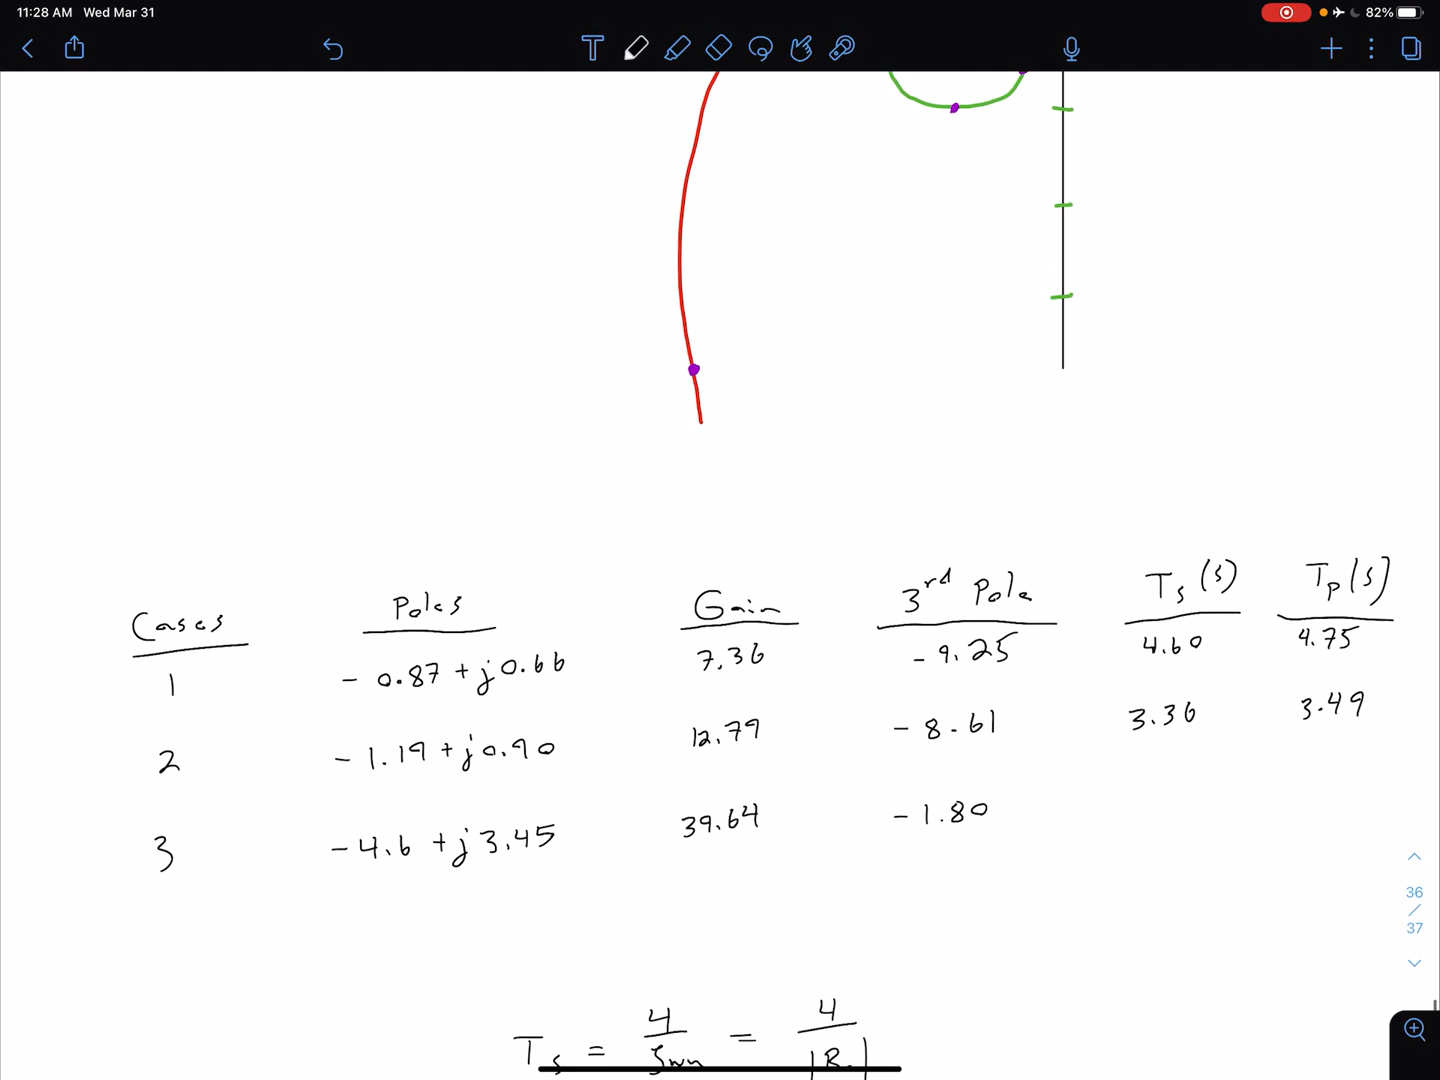 11:28 AM Wed Mar 31
82%
T
Cases Poles Gain 3rd Pole Ts (s) Tp(s)
1 - 0.87 + j0.66 7.36 - 9.25 4.60 4.75
2 - 1.19 + j0.90 12.79 - 8.61 3.36 3.49
3 - 4.6 + j3.45 39.64 - 1.80
36
/
37
Ts = 4/ζωn = 4/|Re|